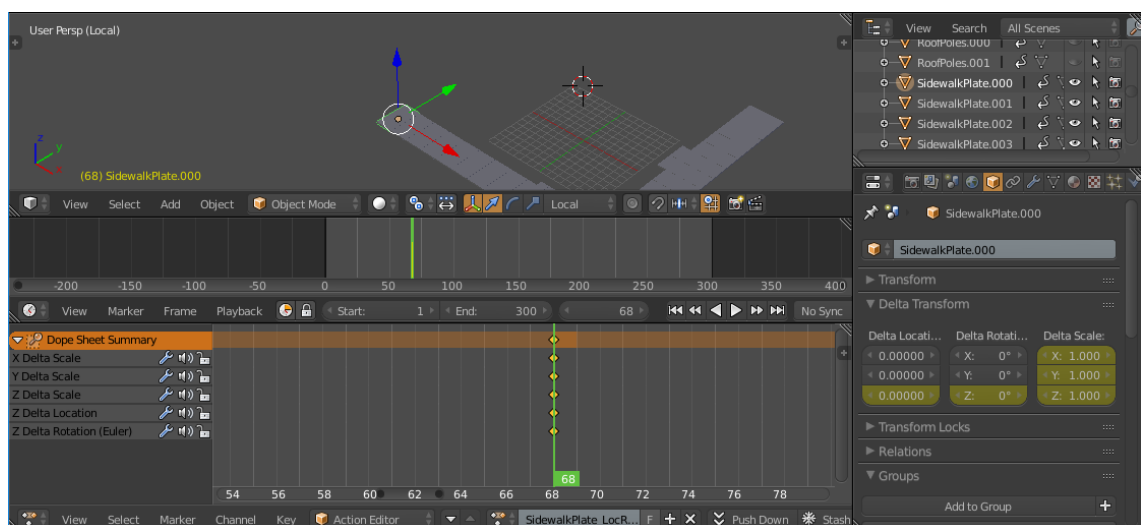 User Persp (Local)
z
y
x
(68) SidewalkPlate.000
View Select Add Object Object Mode Local
View Search All Scenes
RoofPoles.000
RoofPoles.001
SidewalkPlate.000
SidewalkPlate.001
SidewalkPlate.002
SidewalkPlate.003
-200 -150 -100 -50 0 50 100 150 200 250 300 350 400
View Marker Frame Playback Start: 1 End: 300 68 No Sync
Dope Sheet Summary
X Delta Scale
Y Delta Scale
Z Delta Scale
Z Delta Location
Z Delta Rotation (Euler)
68
54 56 58 60 62 64 66 68 70 72 74 76 78
View Select Marker Channel Key Action Editor SidewalkPlate LocR... F Push Down Stash
SidewalkPlate.000
SidewalkPlate.000
Transform
Delta Transform
Delta Locati... Delta Rotati... Delta Scale:
0.00000 X: 0° X: 1.000
0.00000 Y: 0° Y: 1.000
0.00000 Z: 0° Z: 1.000
Transform Locks
Relations
Groups
Add to Group